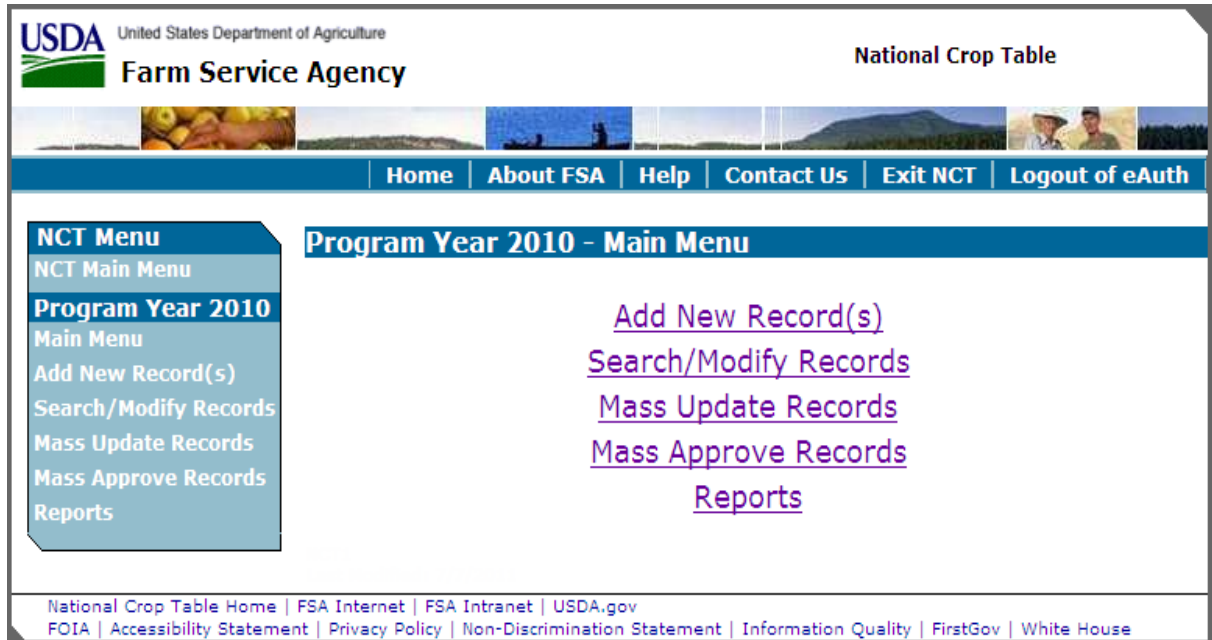 USDA United States Department of Agriculture
Farm Service Agency
National Crop Table
Home | About FSA | Help | Contact Us | Exit NCT | Logout of eAuth
NCT Menu
NCT Main Menu
Program Year 2010
Main Menu
Add New Record(s)
Search/Modify Records
Mass Update Records
Mass Approve Records
Reports
Program Year 2010 - Main Menu
Add New Record(s)
Search/Modify Records
Mass Update Records
Mass Approve Records
Reports
National Crop Table Home | FSA Internet | FSA Intranet | USDA.gov
FOIA | Accessibility Statement | Privacy Policy | Non-Discrimination Statement | Information Quality | FirstGov | White House